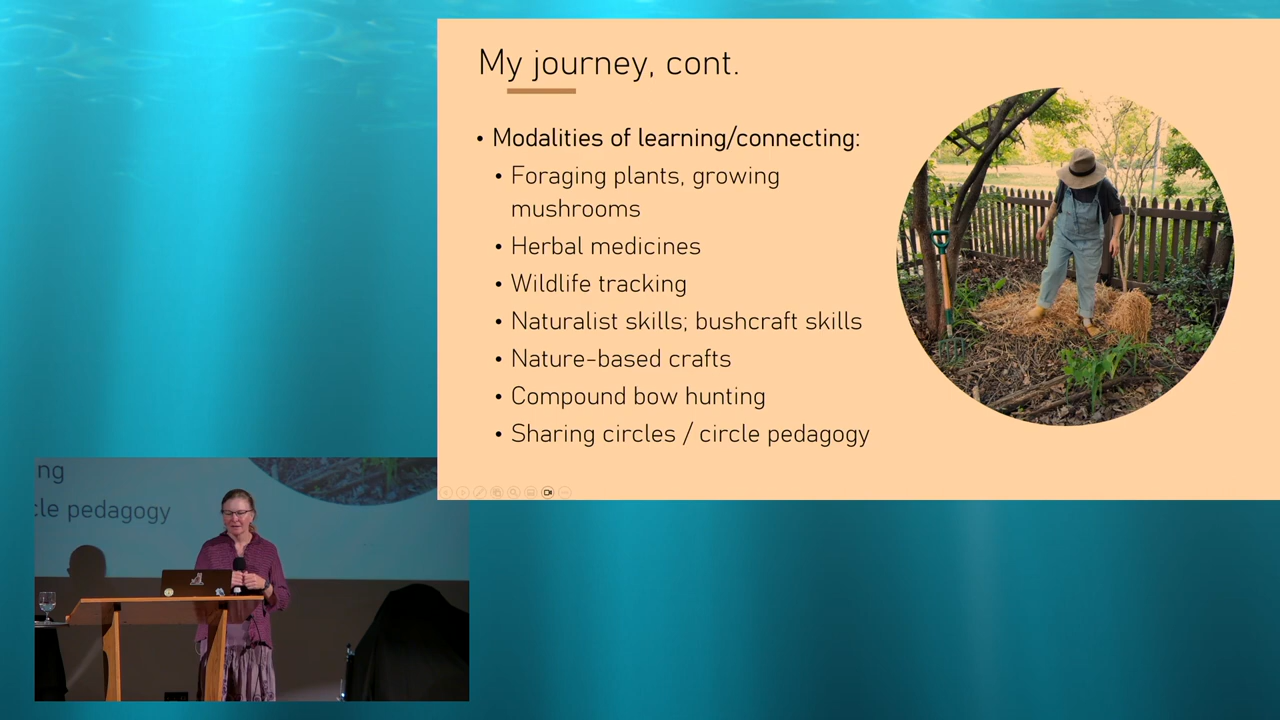 My journey, cont.
• Modalities of learning/connecting:
• Foraging plants, growing
mushrooms
• Herbal medicines
• Wildlife tracking
• Naturalist skills; bushcraft skills
• Nature-based crafts
• Compound bow hunting
• Sharing circles / circle pedagogy
ng
cle pedagogy